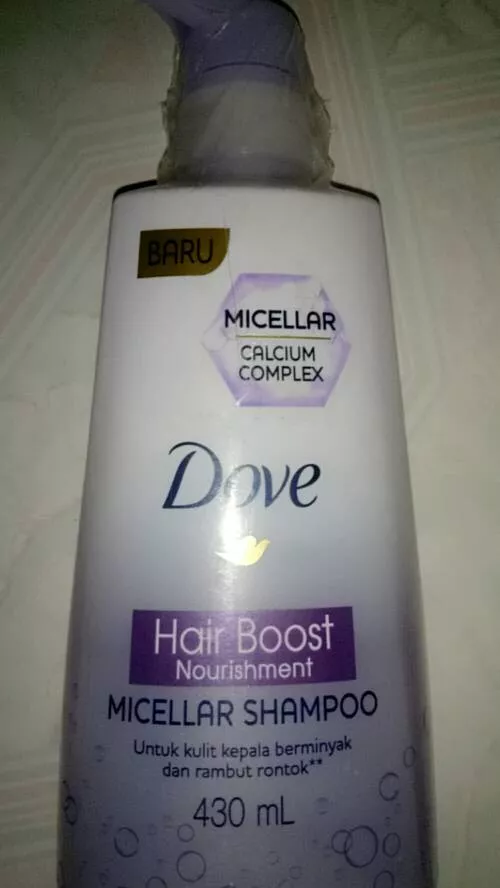 BARU
MICELLAR
CALCIUM
COMPLEX
Dove
Hair Boost
Nourishment
MICELLAR SHAMPOO
Untuk kulit kepala berminyak
dan rambut rontok**
430 mL